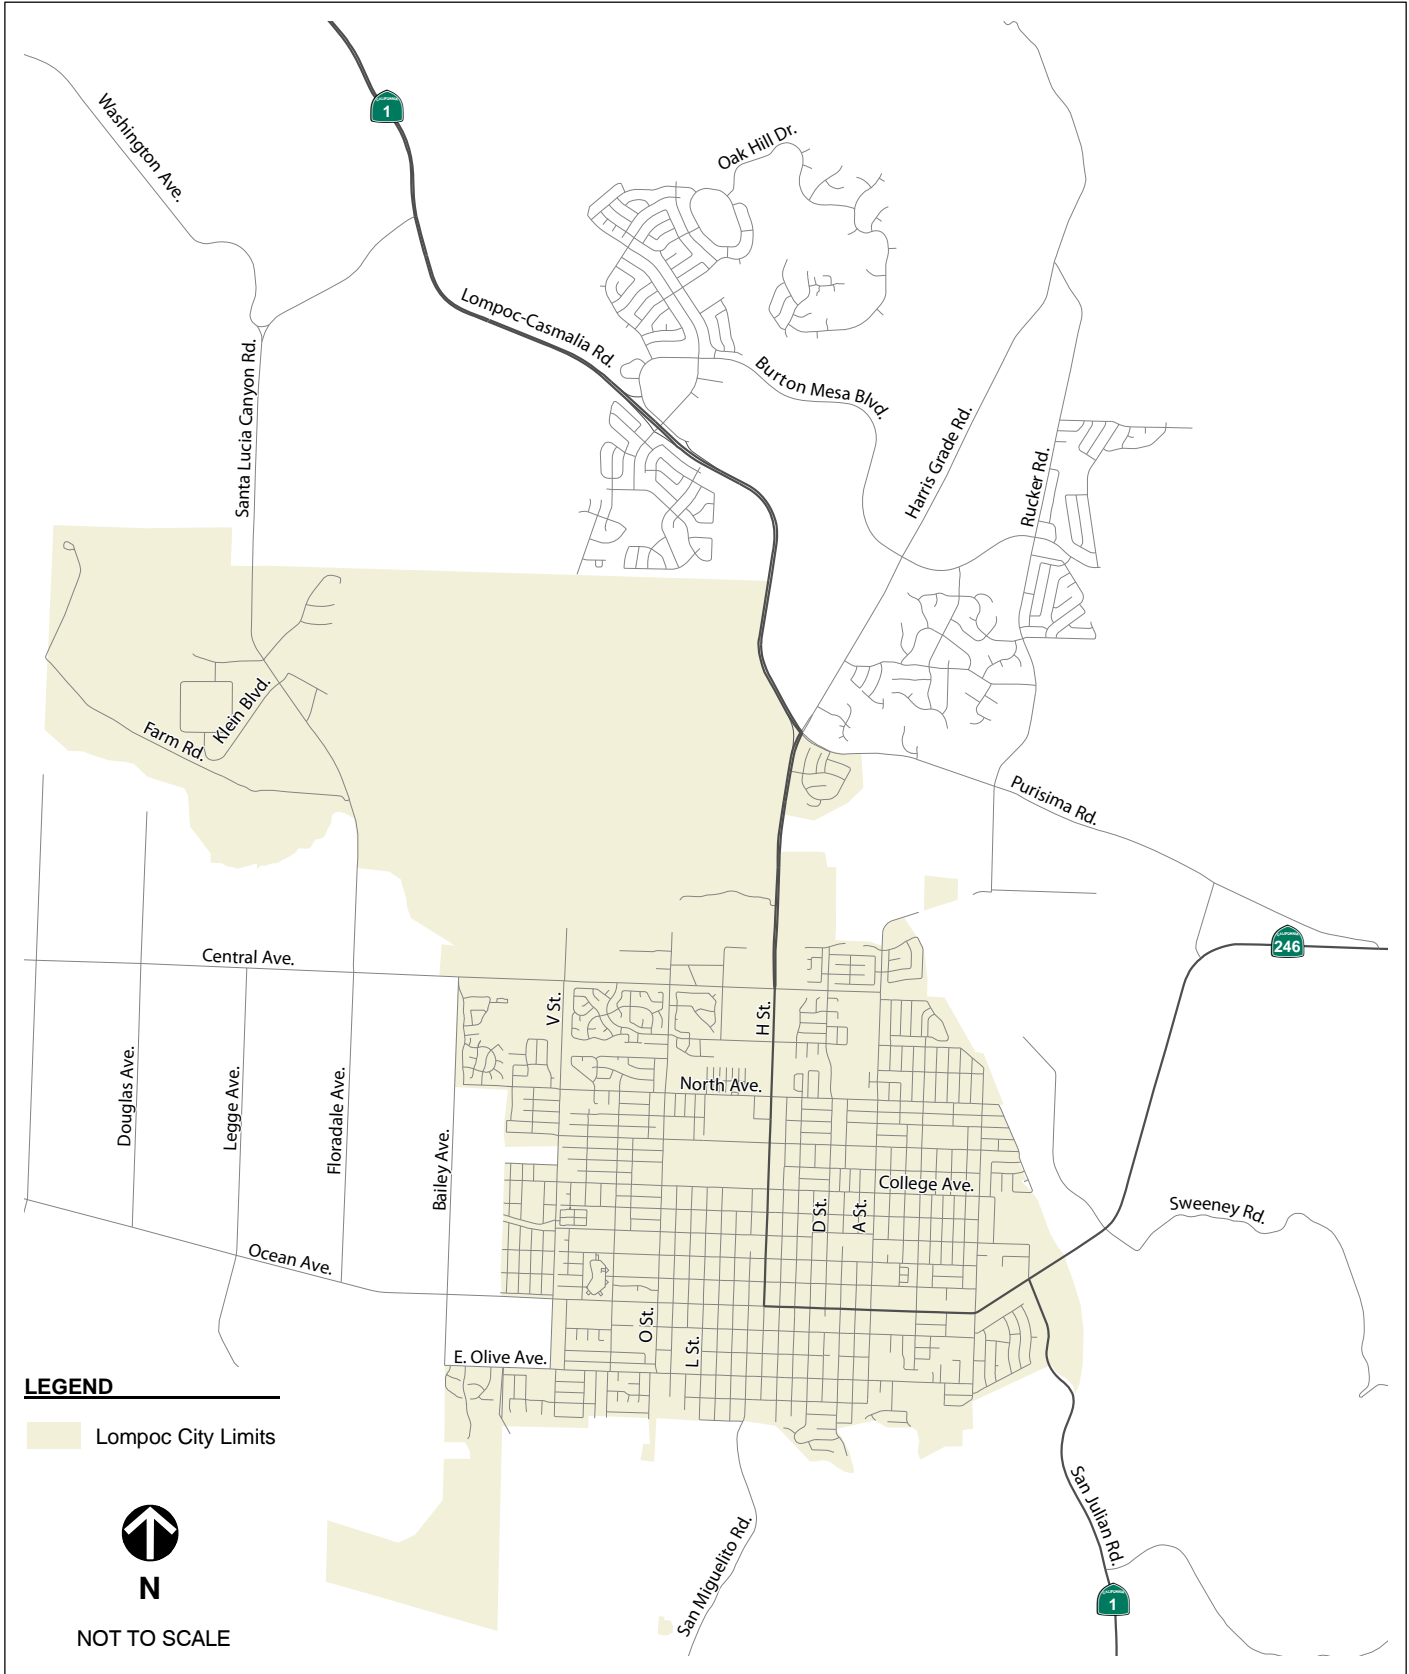 CALIFORNIA
1
Washington Ave.
Oak Hill Dr.
Lompoc-Casmalia Rd.
Santa Lucia Canyon Rd.
Burton Mesa Blvd.
Harris Grade Rd.
Rucker Rd.
Klein Blvd.
Farm Rd.
Purisima Rd.
CALIFORNIA
246
Central Ave.
V St.
H St.
North Ave.
Douglas Ave.
Legge Ave.
Floradale Ave.
Bailey Ave.
College Ave.
D St.
A St.
Sweeney Rd.
Ocean Ave.
O St.
L St.
E. Olive Ave.
LEGEND
Lompoc City Limits
N
NOT TO SCALE
San Miguelito Rd.
San Julian Rd.
CALIFORNIA
1